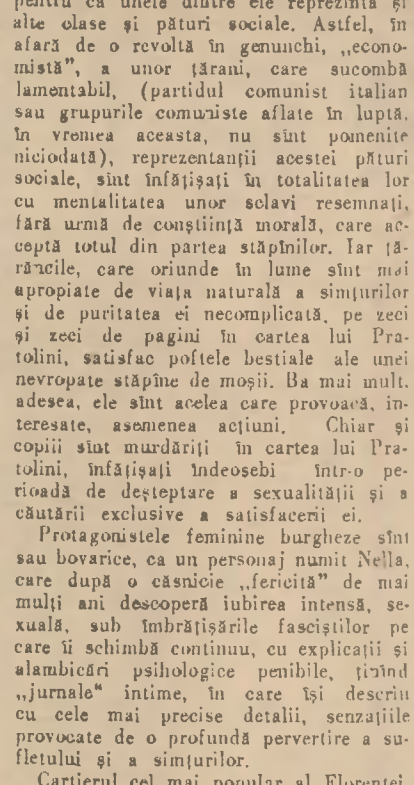 pentru că unele dintre ele reprezintă și
alte clase și pături sociale. Astfel, în
afară de o revoltă în genunchi, „econo-
mistă”, a unor țărani, care sucombă
lamentabil, (partidul comunist italian
sau grupurile comuniste aflate în luptă,
în vremea aceasta, nu sînt pomenite
niciodată), reprezentanții acestei pături
sociale, sînt înfățișați în totalitatea lor
cu mentalitatea unor sclavi resemnați,
fără urmă de conștiință morală, care ac-
ceptă totul din partea stăpînilor. Iar ță-
răncile, care oriunde în lume sînt mai
apropiate de viața naturală a simțurilor
și de puritatea ei necomplicată, pe zeci
și zeci de pagini în cartea lui Pra-
tolini, satisfac poftele bestiale ale unei
nevropate stăpîne de moșii. Ba mai mult,
adesea, ele sînt acelea care provoacă, in-
teresate, asemenea acțiuni. Chiar și
copiii sînt murdăriți în cartea lui Pra-
tolini, înfățișați îndeosebi într-o pe-
rioadă de deșteptare a sexualității și a
căutării exclusive a satisfacerii ei.
Protagonistele feminine burgheze sînt
sau bovarice, ca un personaj numit Nella,
care după o căsnicie „fericită” de mai
mulți ani descoperă iubirea intensă, se-
xuală, sub îmbrățișările fasciștilor pe
care îi schimbă continuu, cu explicații și
alambicări psihologice penibile, ținînd
„jurnale“ intime, în care își descriu
cu cele mai precise detalii, senzațiile
provocate de o profundă pervertire a su-
fletului și a simțurilor.
Cartierul cel mai popular al Florenței,